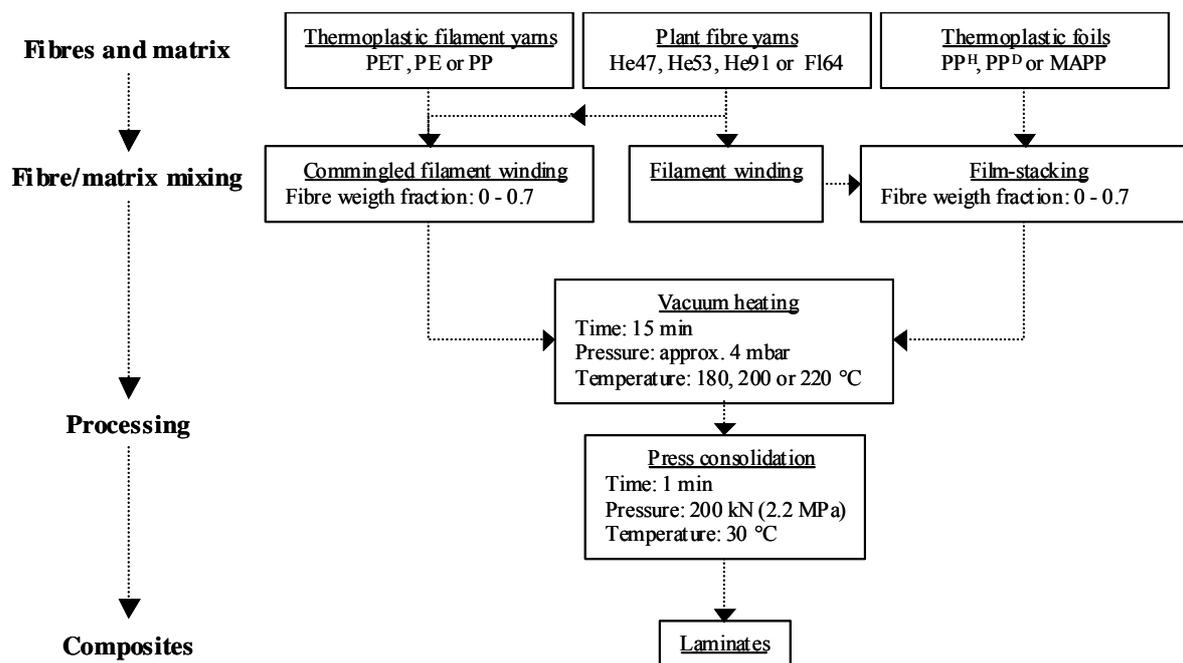 Fibres and matrix
Thermoplastic filament yarns
PET, PE or PP
Plant fibre yarns
He47, He53, He91 or Fl64
Thermoplastic foils
PPᴴ, PPᴰ or MAPP
Fibre/matrix mixing
Commingled filament winding
Fibre weigth fraction: 0 - 0.7
Filament winding
Film-stacking
Fibre weigth fraction: 0 - 0.7
Vacuum heating
Time: 15 min
Pressure: approx. 4 mbar
Temperature: 180, 200 or 220 °C
Processing
Press consolidation
Time: 1 min
Pressure: 200 kN (2.2 MPa)
Temperature: 30 °C
Composites
Laminates